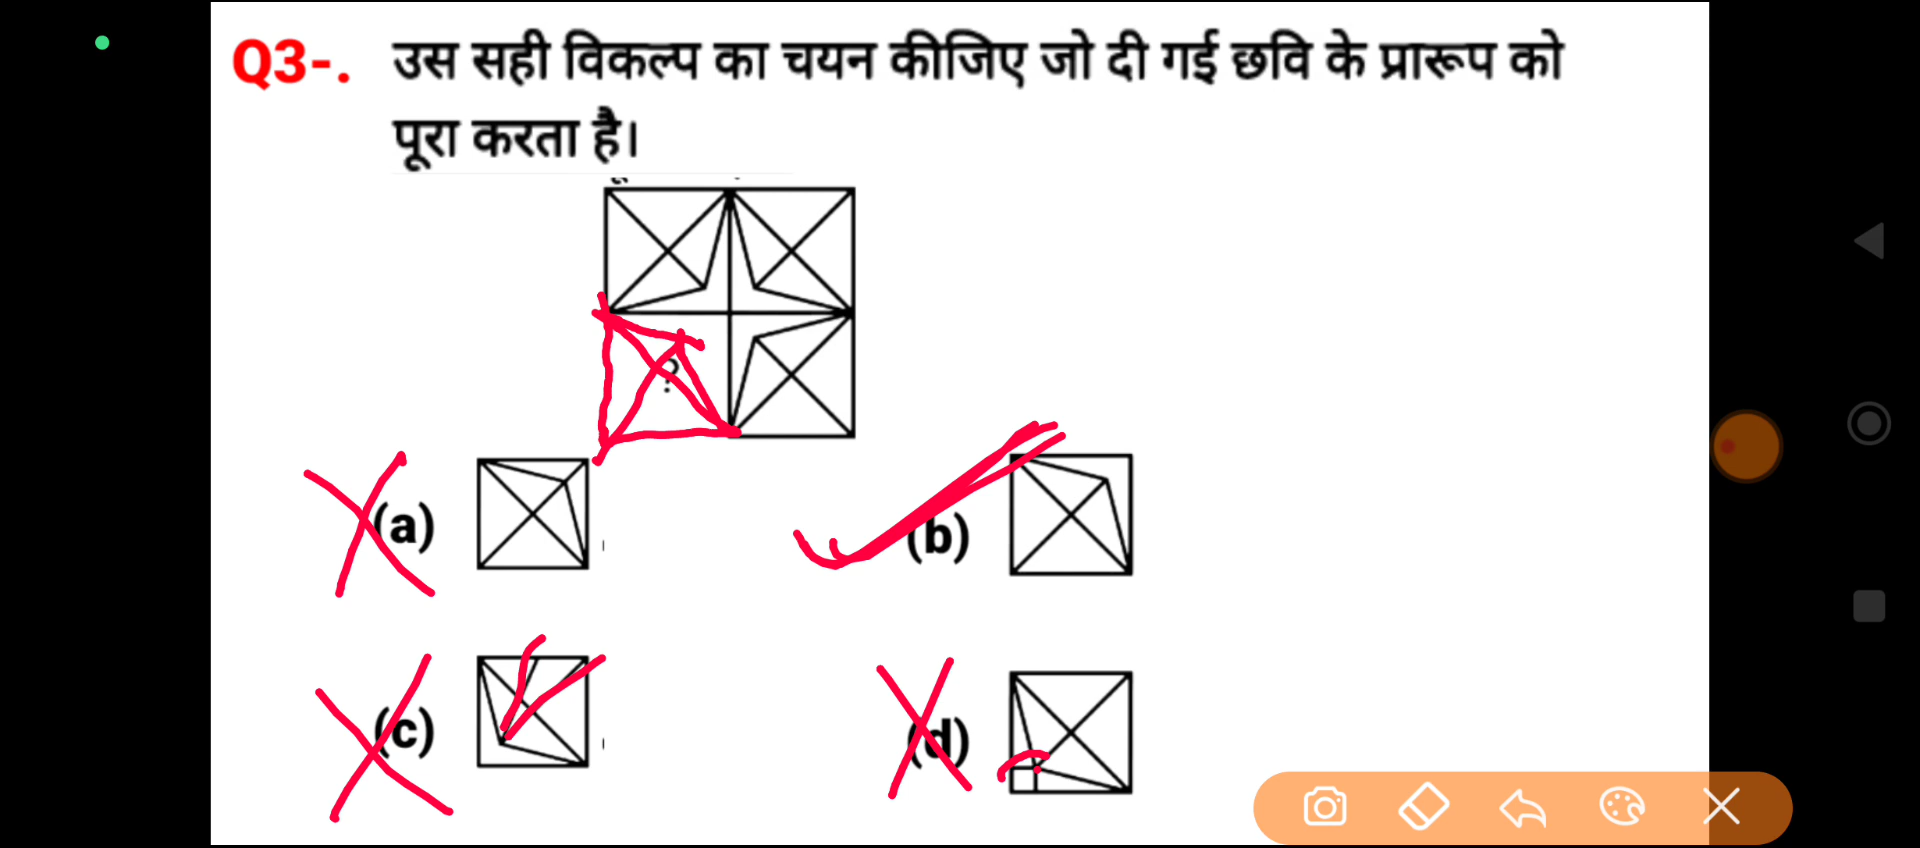 Q3-. उस सही विकल्प का चयन कीजिए जो दी गई छवि के प्रारूप को
पूरा करता है।
?
(a)
(b)
(c)
(d)